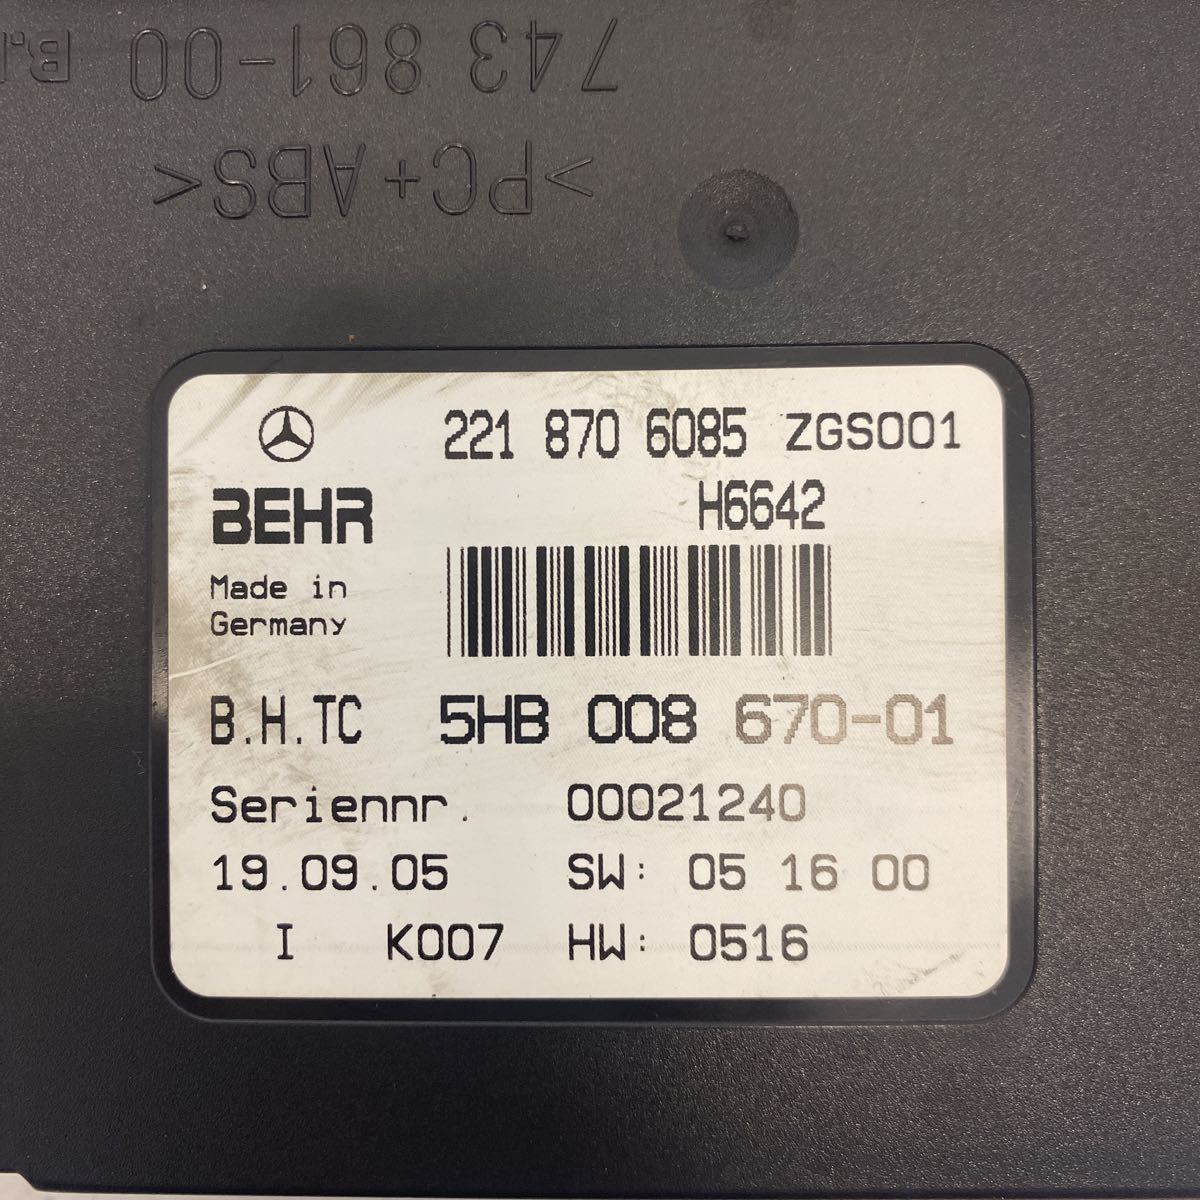 743 861-00
>PC+ABS<
221 870 6085 ZGS001
BEHR H6642
Made in
Germany
B.H.TC 5HB 008 670-01
Seriennr. 00021240
19.09.05 SW: 05 16 00
I K007 HW: 0516